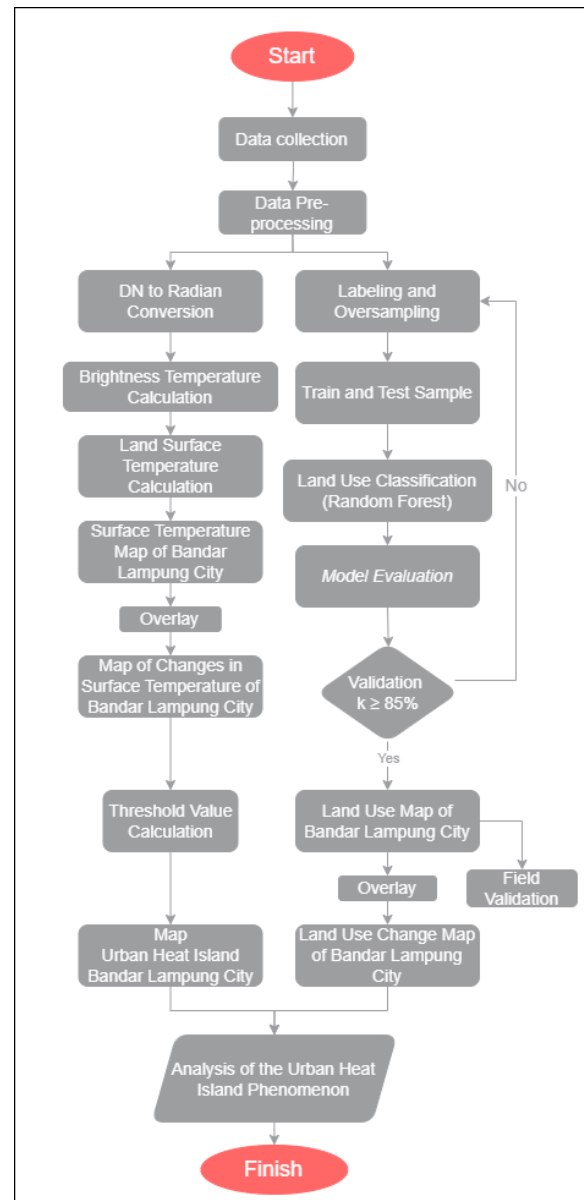 Start
Data collection
Data Pre-
processing
DN to Radian
Conversion
Brightness Temperature
Calculation
Land Surface
Temperature
Calculation
Surface Temperature
Map of Bandar
Lampung City
Overlay
Map of Changes in
Surface Temperature of
Bandar Lampung City
Threshold Value
Calculation
Map
Urban Heat Island
Bandar Lampung City
Labeling and
Oversampling
Train and Test Sample
Land Use Classification
(Random Forest)
Model Evaluation
Validation
k ≥ 85%
No
Yes
Land Use Map of
Bandar Lampung City
Field
Validation
Overlay
Land Use Change Map
of Bandar Lampung
City
Analysis of the Urban Heat
Island Phenomenon
Finish